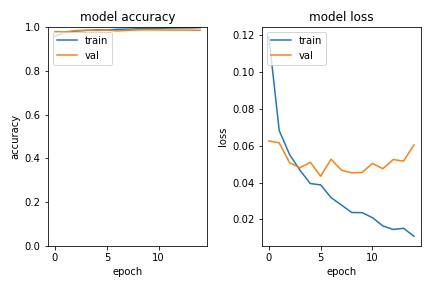 model accuracy
1.0
0.8
0.6
0.4
0.2
0.0
accuracy
train
val
0
5
10
epoch
model loss
0.12
0.10
0.08
0.06
0.04
0.02
loss
train
val
0
5
10
epoch